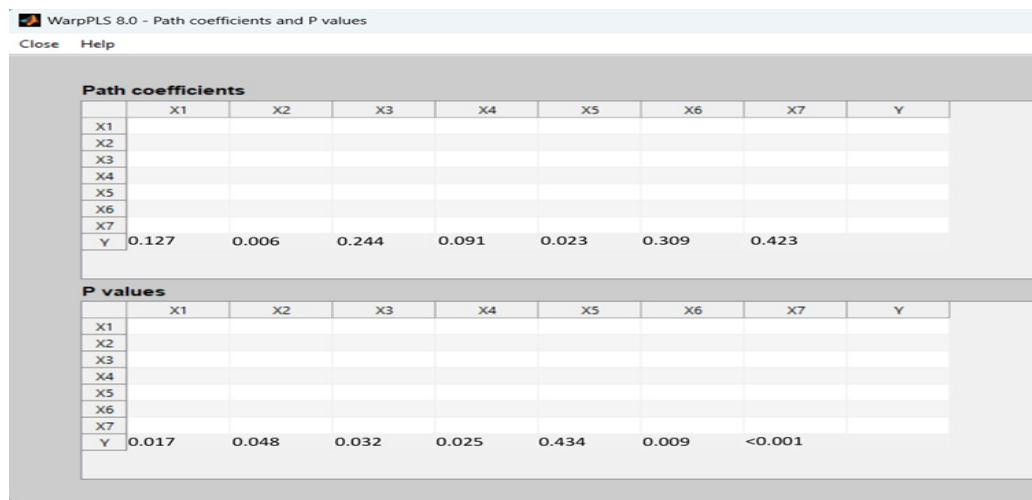 WarpPLS 8.0 - Path coefficients and P values
Close Help
Path coefficients
X1 X2 X3 X4 X5 X6 X7 Y
X1
X2
X3
X4
X5
X6
X7
Y 0.127 0.006 0.244 0.091 0.023 0.309 0.423
P values
X1 X2 X3 X4 X5 X6 X7 Y
X1
X2
X3
X4
X5
X6
X7
Y 0.017 0.048 0.032 0.025 0.434 0.009 <0.001